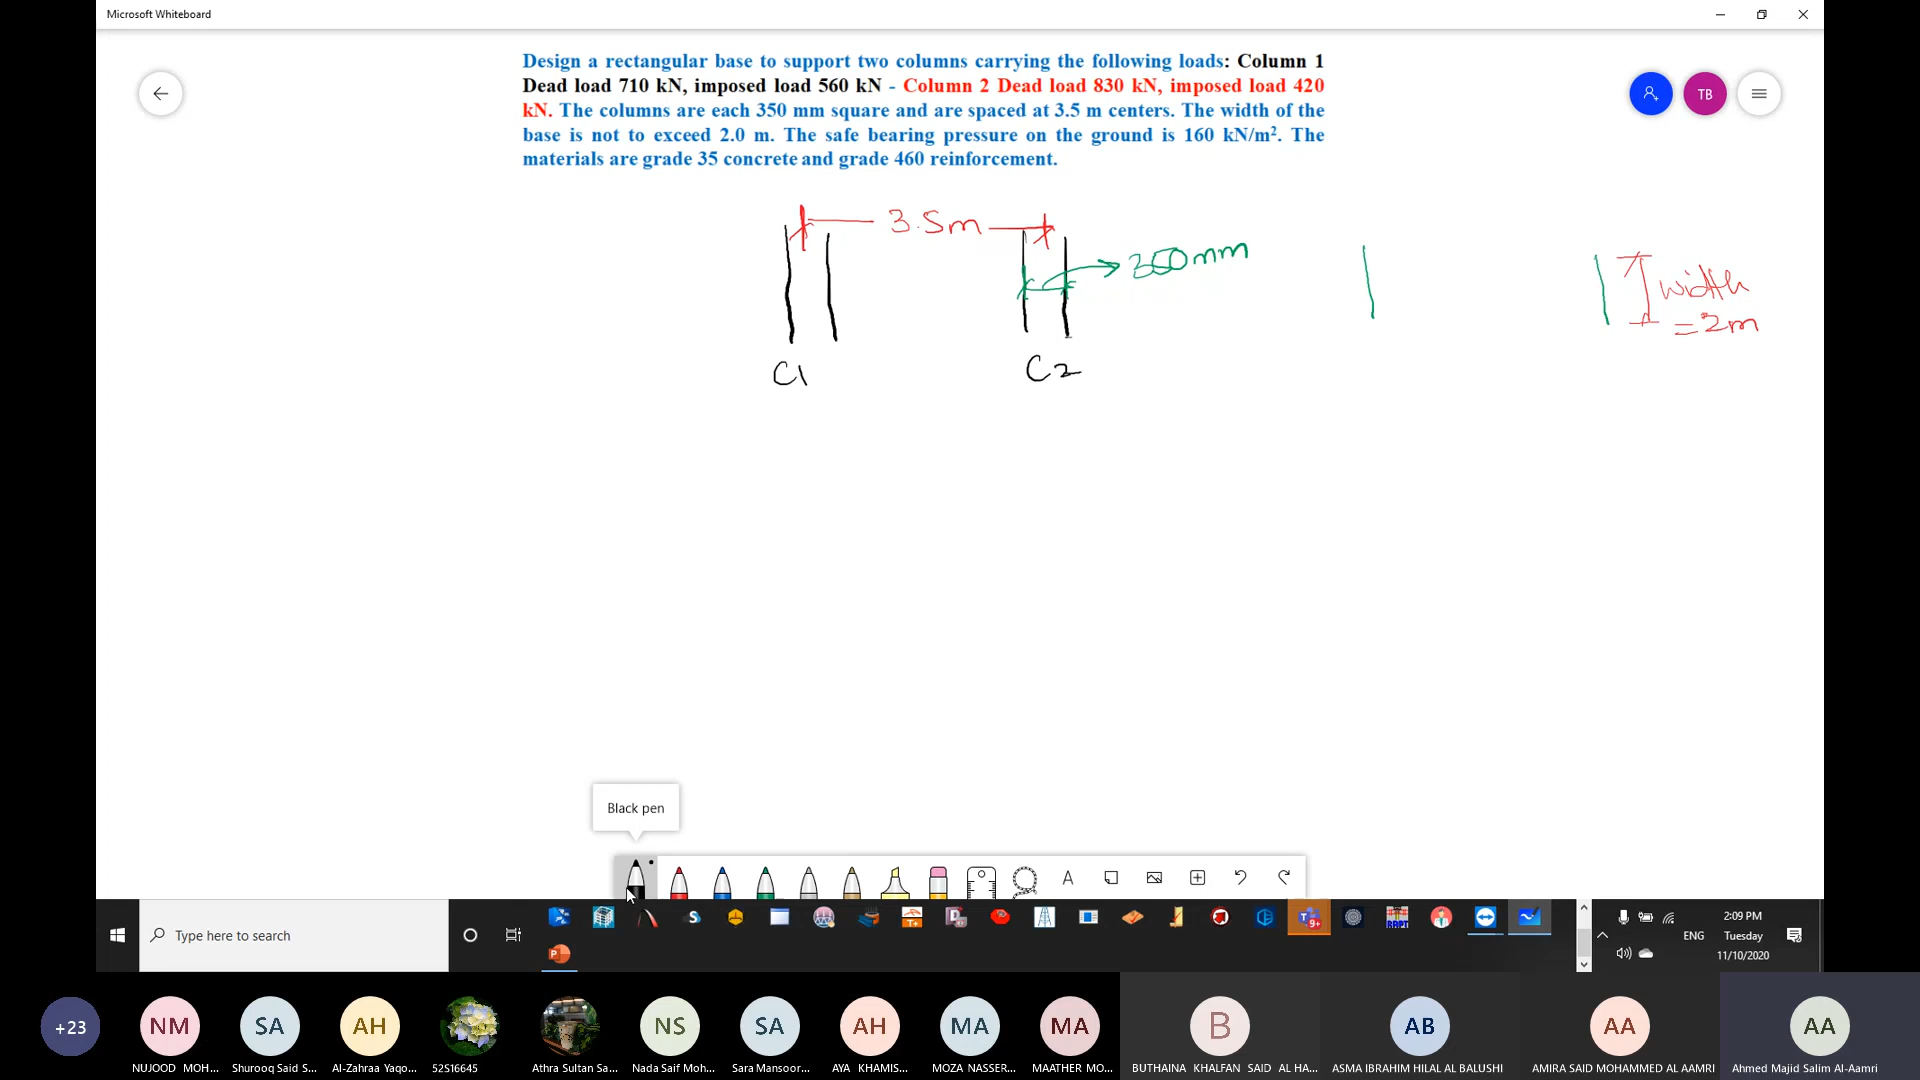 Microsoft Whiteboard
Design a rectangular base to support two columns carrying the following loads: Column 1
Dead load 710 kN, imposed load 560 kN - Column 2 Dead load 830 kN, imposed load 420
kN. The columns are each 350 mm square and are spaced at 3.5 m centers. The width of the
base is not to exceed 2.0 m. The safe bearing pressure on the ground is 160 kN/m². The
materials are grade 35 concrete and grade 460 reinforcement.
TB
3.5m
350mm
width
=2m
C1
C2
Black pen
A
Type here to search
ENG
2:09 PM
Tuesday
11/10/2020
+23
NM
SA
AH
NS
SA
AH
MA
MA
B
AB
AA
AA
NUJOOD MOH...
Shurooq Said S...
Al-Zahraa Yaqo...
52S16645
Athra Sultan Sa...
Nada Saif Moh...
Sara Mansoor...
AYA KHAMIS...
MOZA NASSER...
MAATHER MO...
BUTHAINA KHALFAN SAID AL HA...
ASMA IBRAHIM HILAL AL BALUSHI
AMIRA SAID MOHAMMED AL AAMRI
Ahmed Majid Salim Al-Aamri